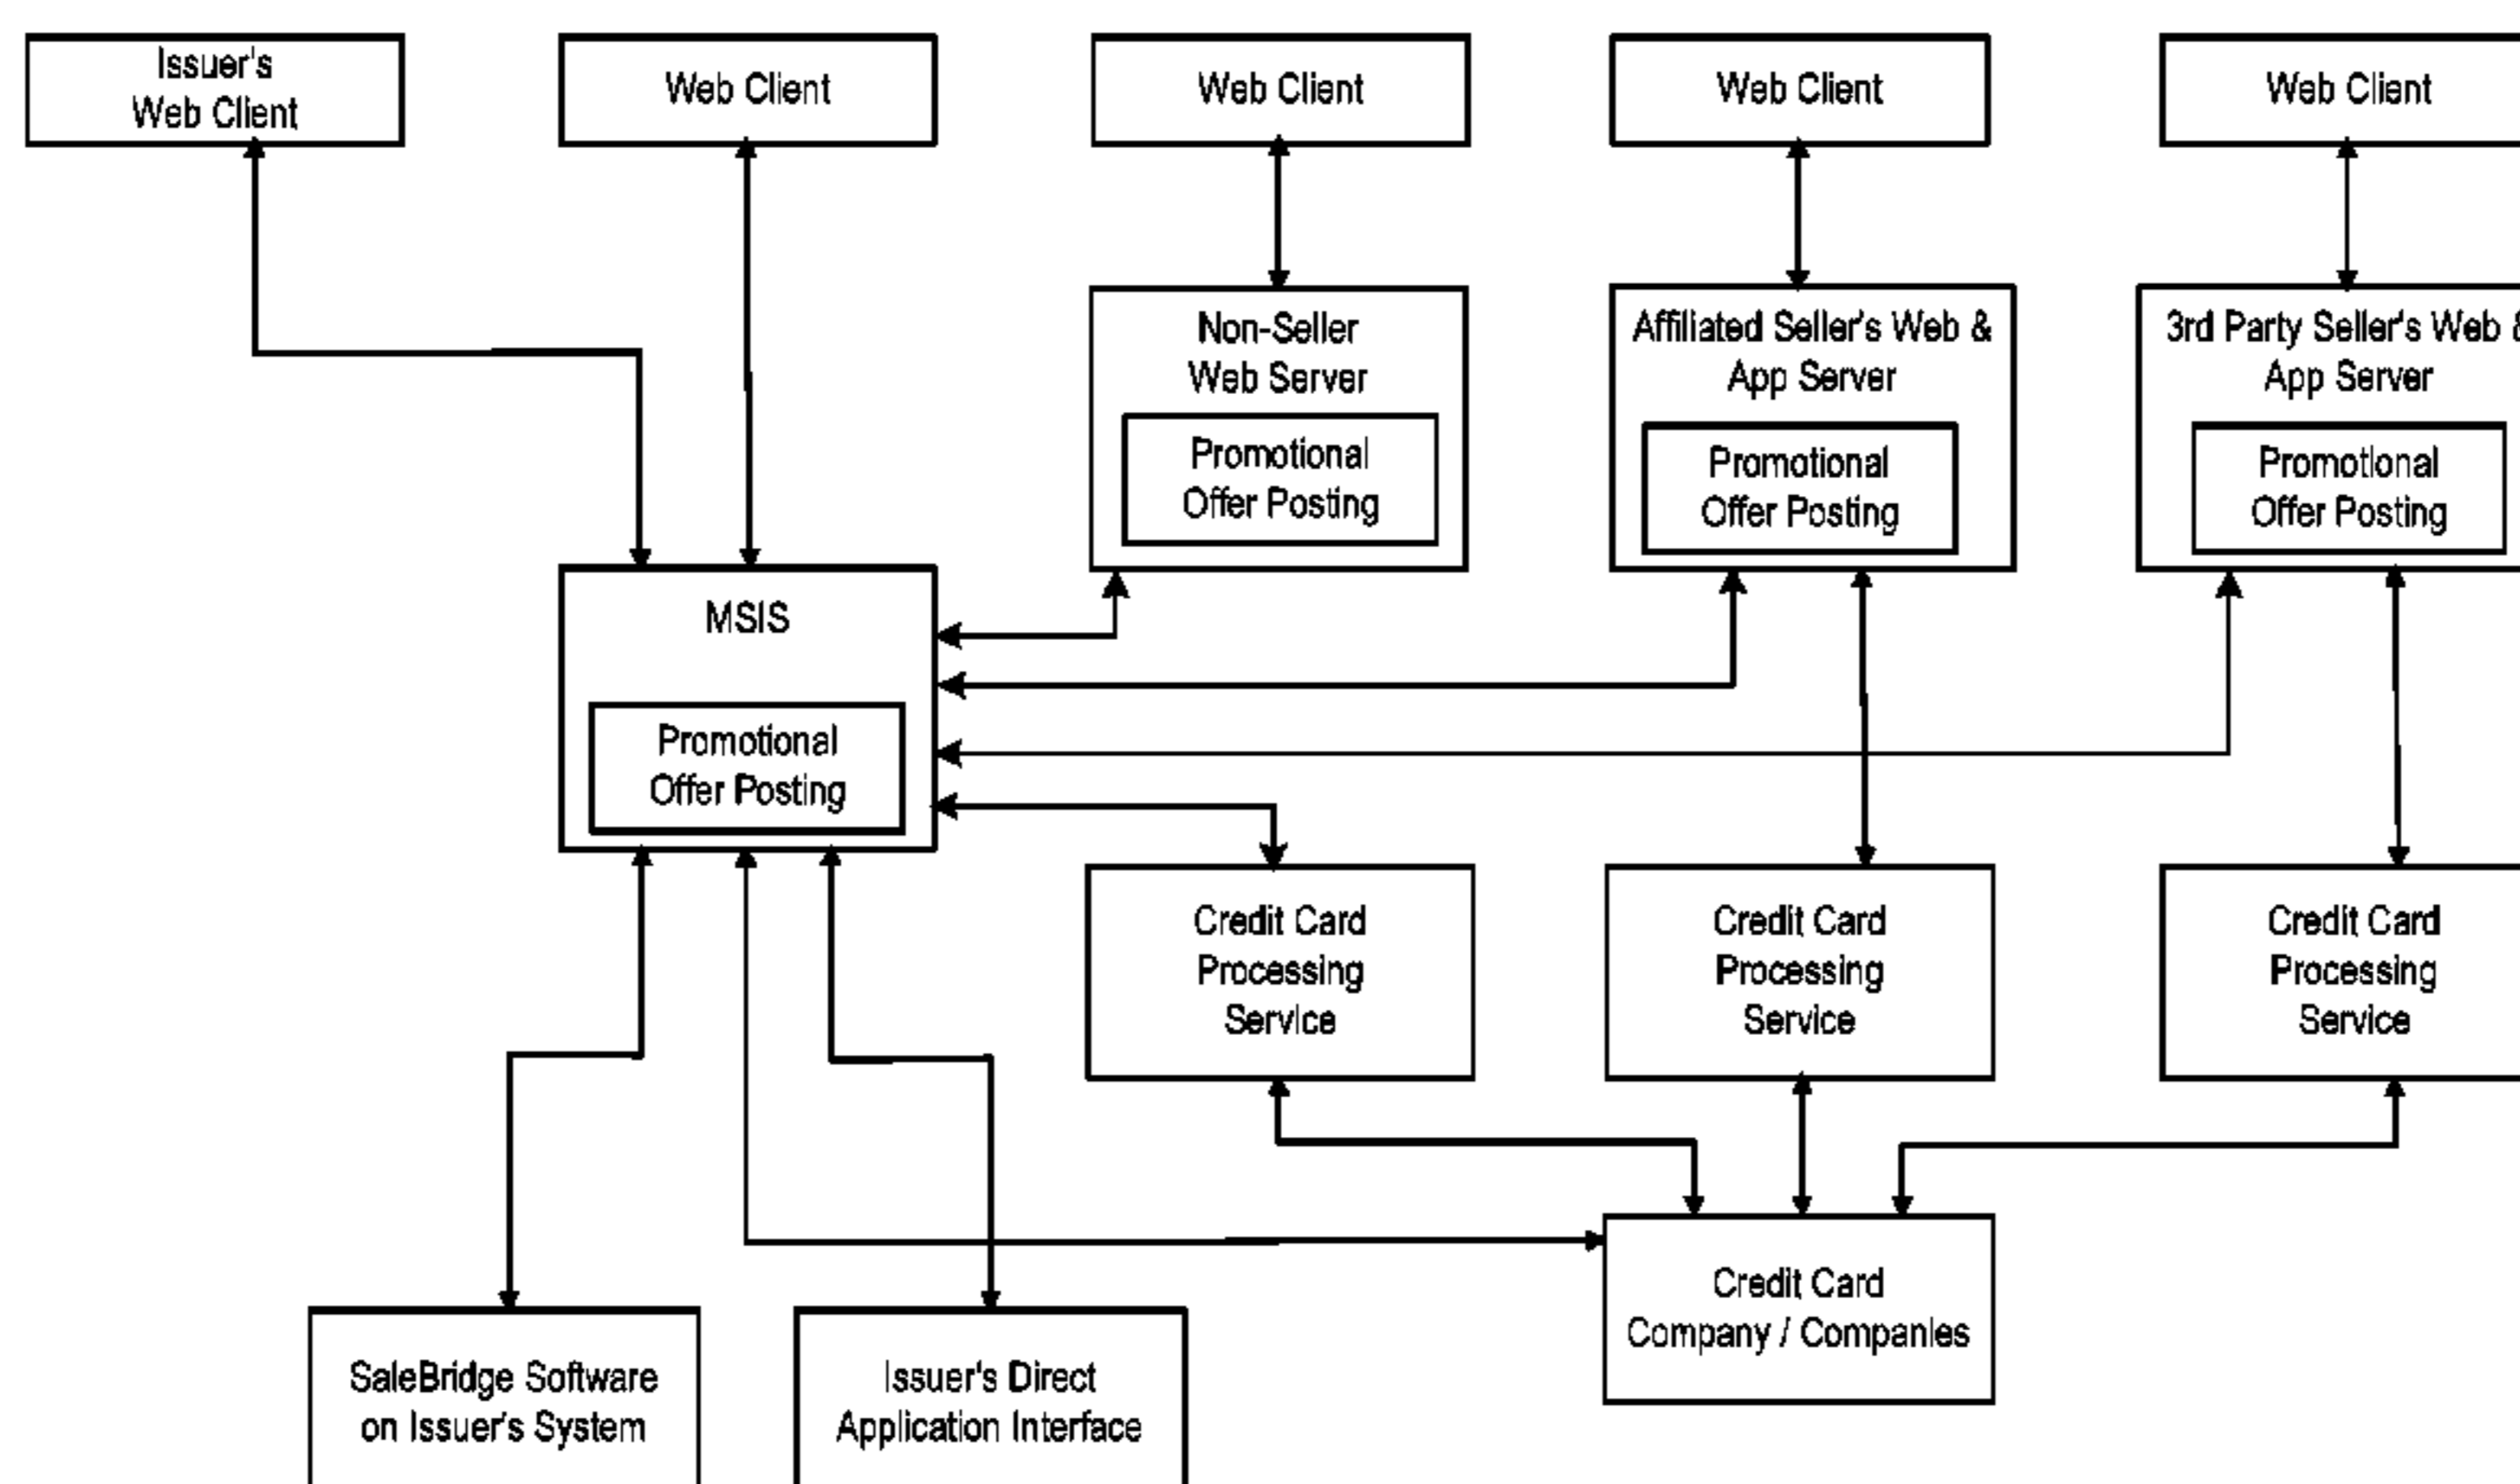 Issuer's
Web Client
Web Client
Web Client
Web Client
Web Client
Non-Seller
Web Server
Promotional
Offer Posting
Affiliated Seller's Web &
App Server
Promotional
Offer Posting
3rd Party Seller's Web &
App Server
Promotional
Offer Posting
MSIS
Promotional
Offer Posting
Credit Card
Processing
Service
Credit Card
Processing
Service
Credit Card
Processing
Service
Credit Card
Company / Companies
SaleBridge Software
on Issuer's System
Issuer's Direct
Application Interface